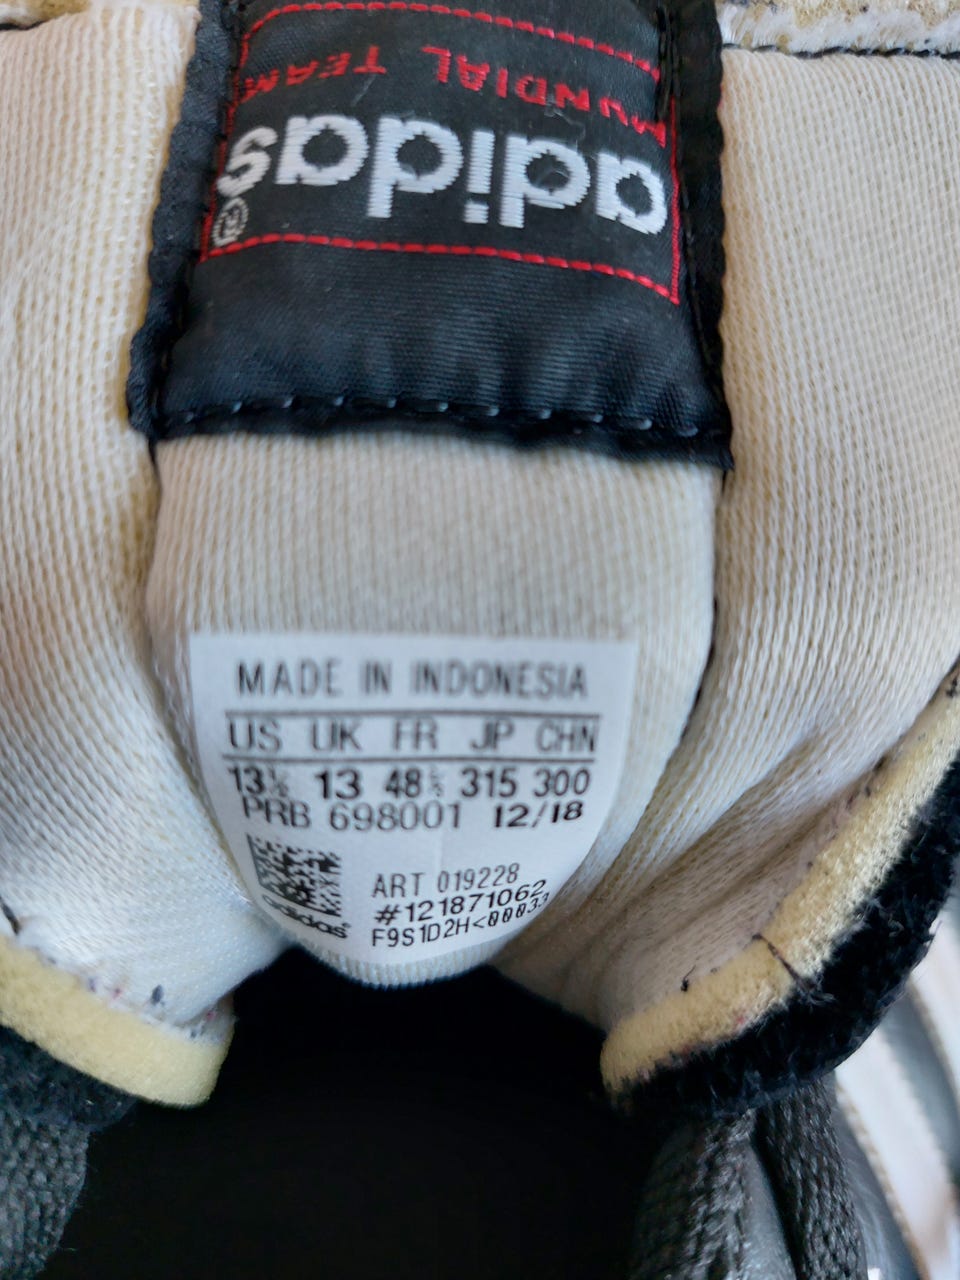 MUNDIAL TEAM
adidas®
MADE IN INDONESIA
US UK FR JP CHN
13½ 13 48⅔ 315 300
PRB 698001 12/18
ART 019228
#121871062
F9S1D2H<00033
adidas